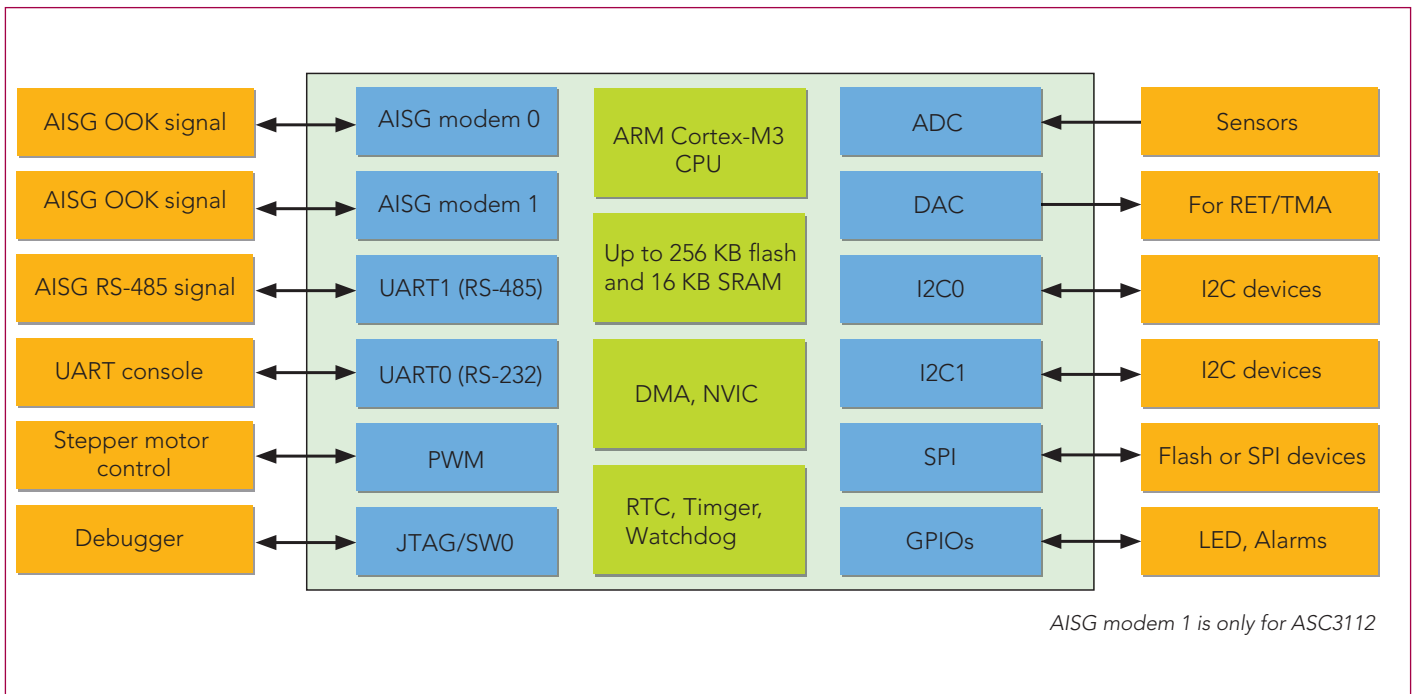 AISG OOK signal
AISG OOK signal
AISG RS-485 signal
UART console
Stepper motor
control
Debugger
AISG modem 0
AISG modem 1
UART1 (RS-485)
UART0 (RS-232)
PWM
JTAG/SW0
ARM Cortex-M3
CPU
Up to 256 KB flash
and 16 KB SRAM
DMA, NVIC
RTC, Timger,
Watchdog
ADC
DAC
I2C0
I2C1
SPI
GPIOs
Sensors
For RET/TMA
I2C devices
I2C devices
Flash or SPI devices
LED, Alarms
AISG modem 1 is only for ASC3112